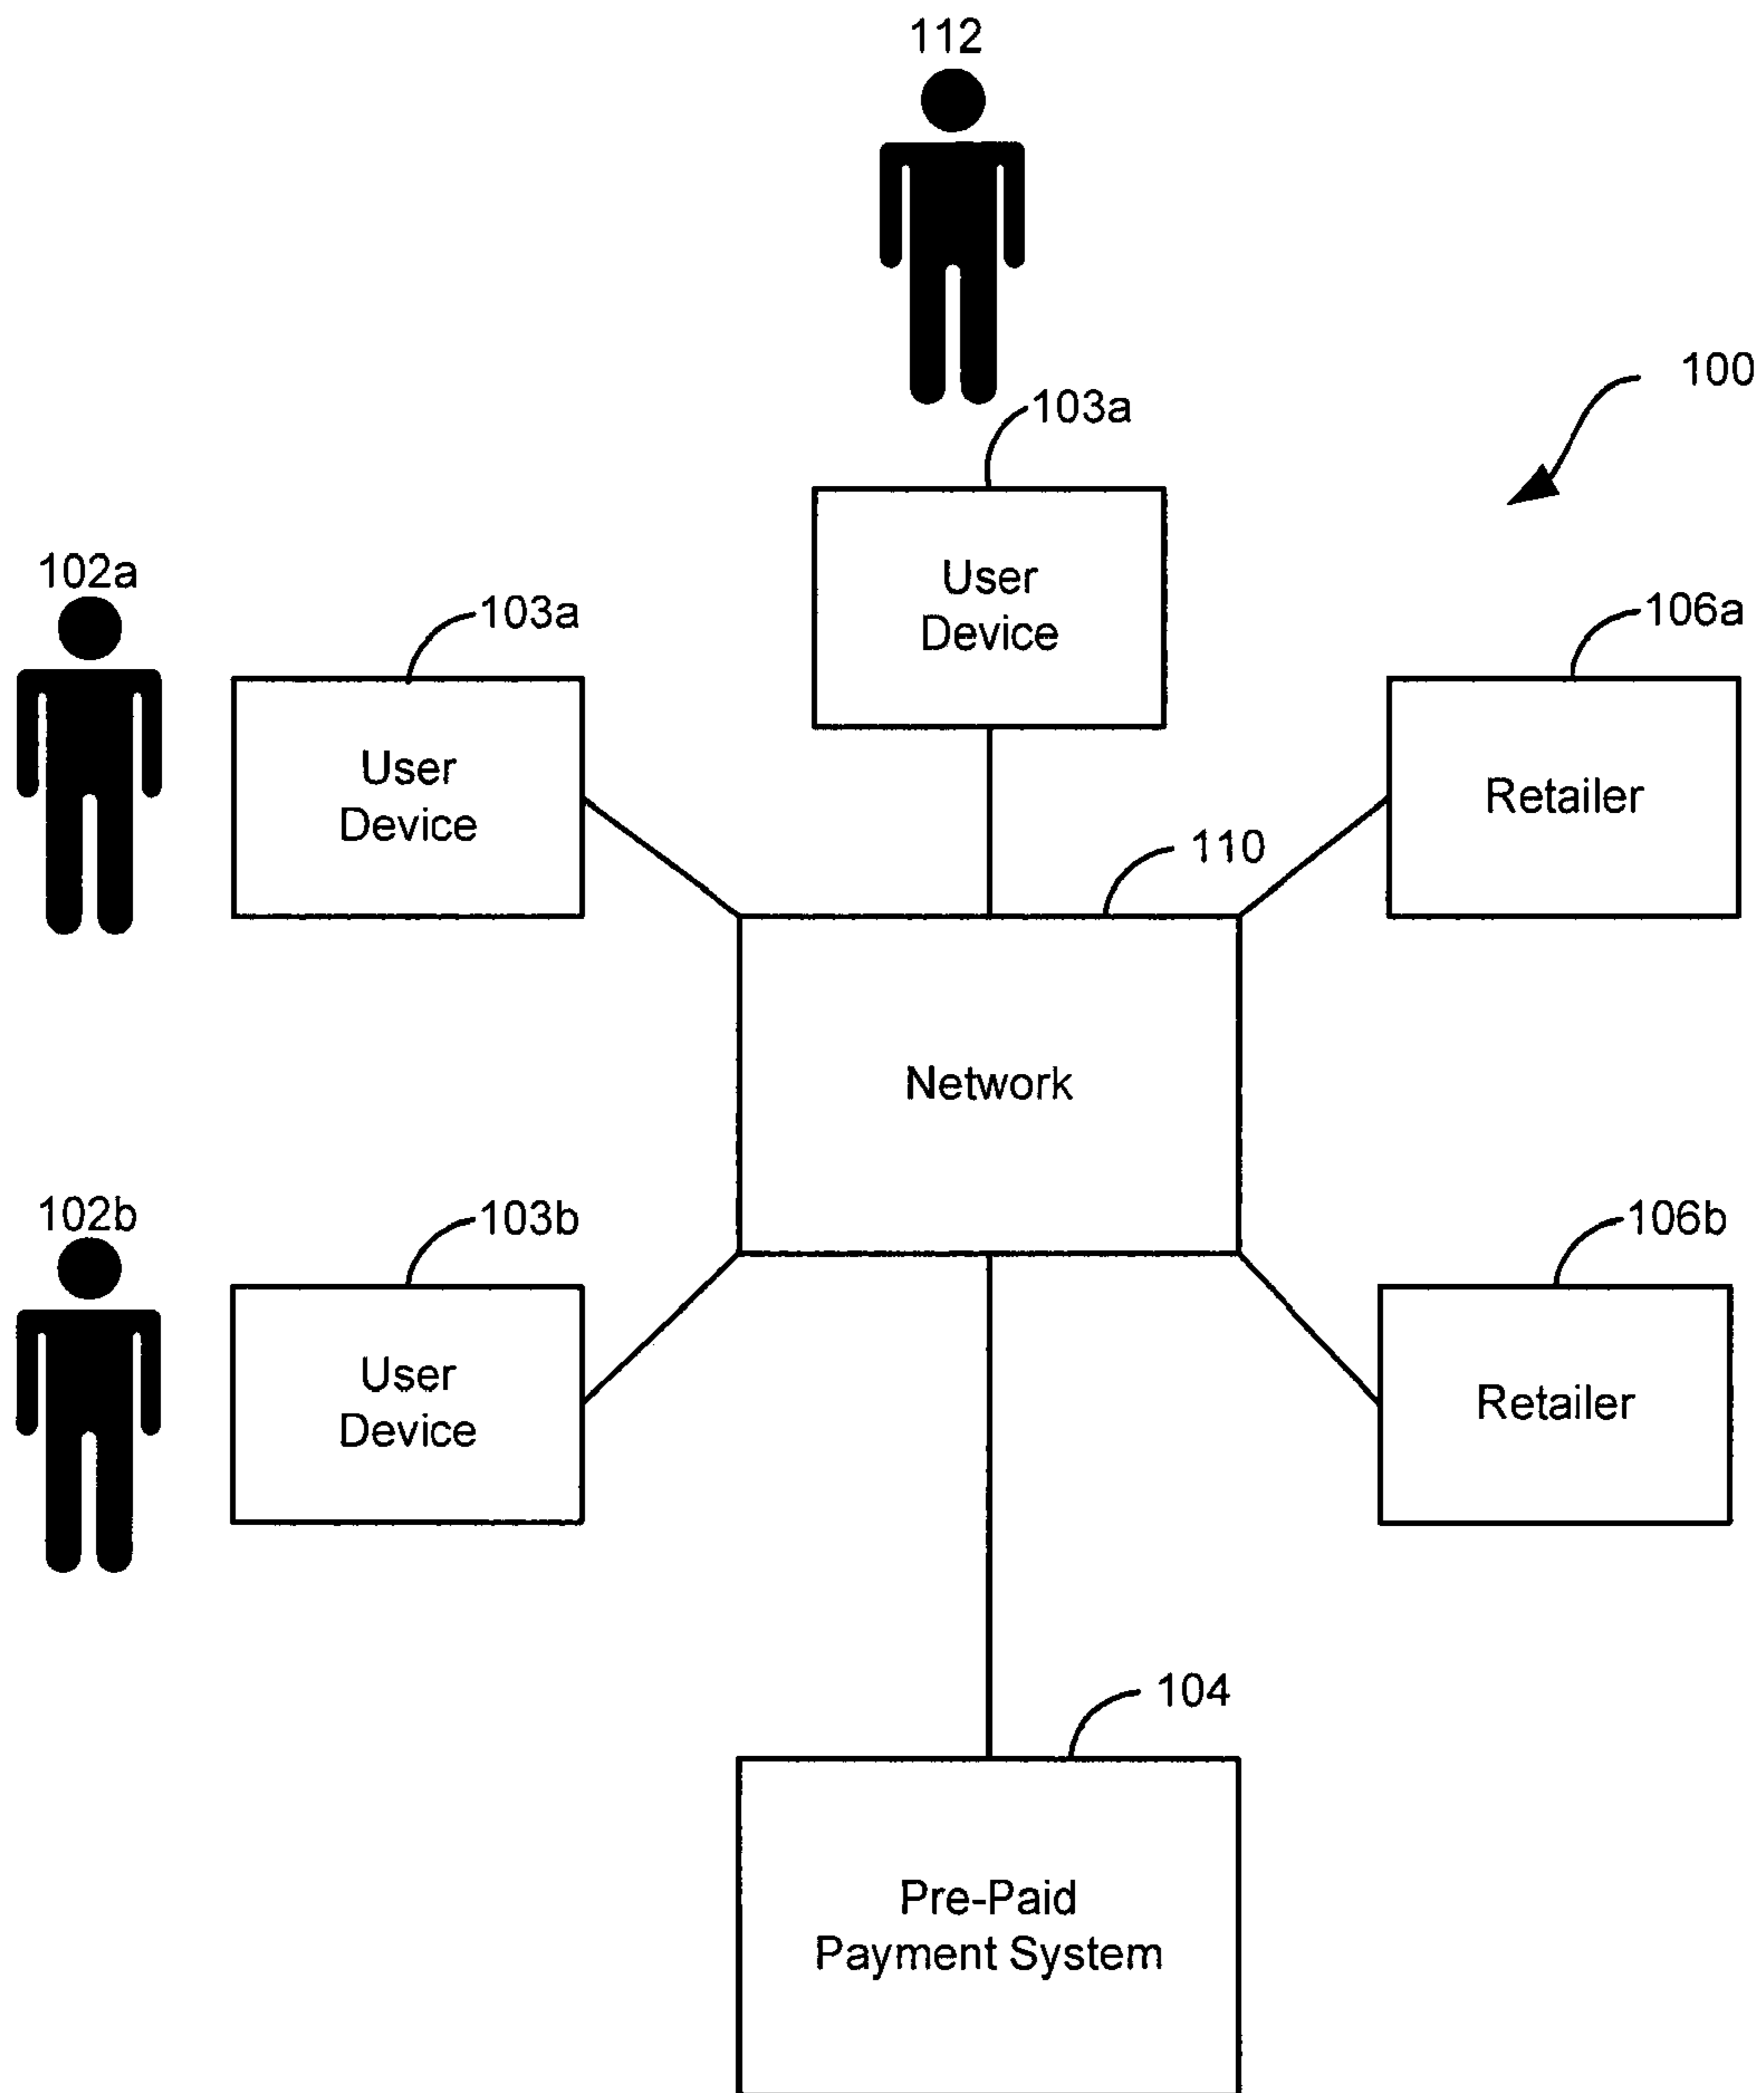 112
100
103a
User
Device
102a
103a
User
Device
106a
Retailer
110
Network
102b
103b
User
Device
106b
Retailer
104
Pre-Paid
Payment System